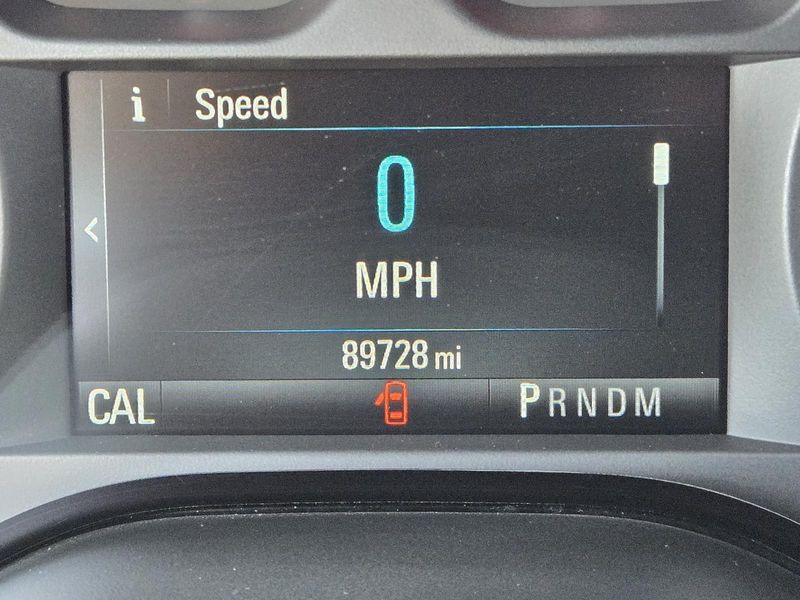 i Speed
0
MPH
89728 mi
CAL PRNDM